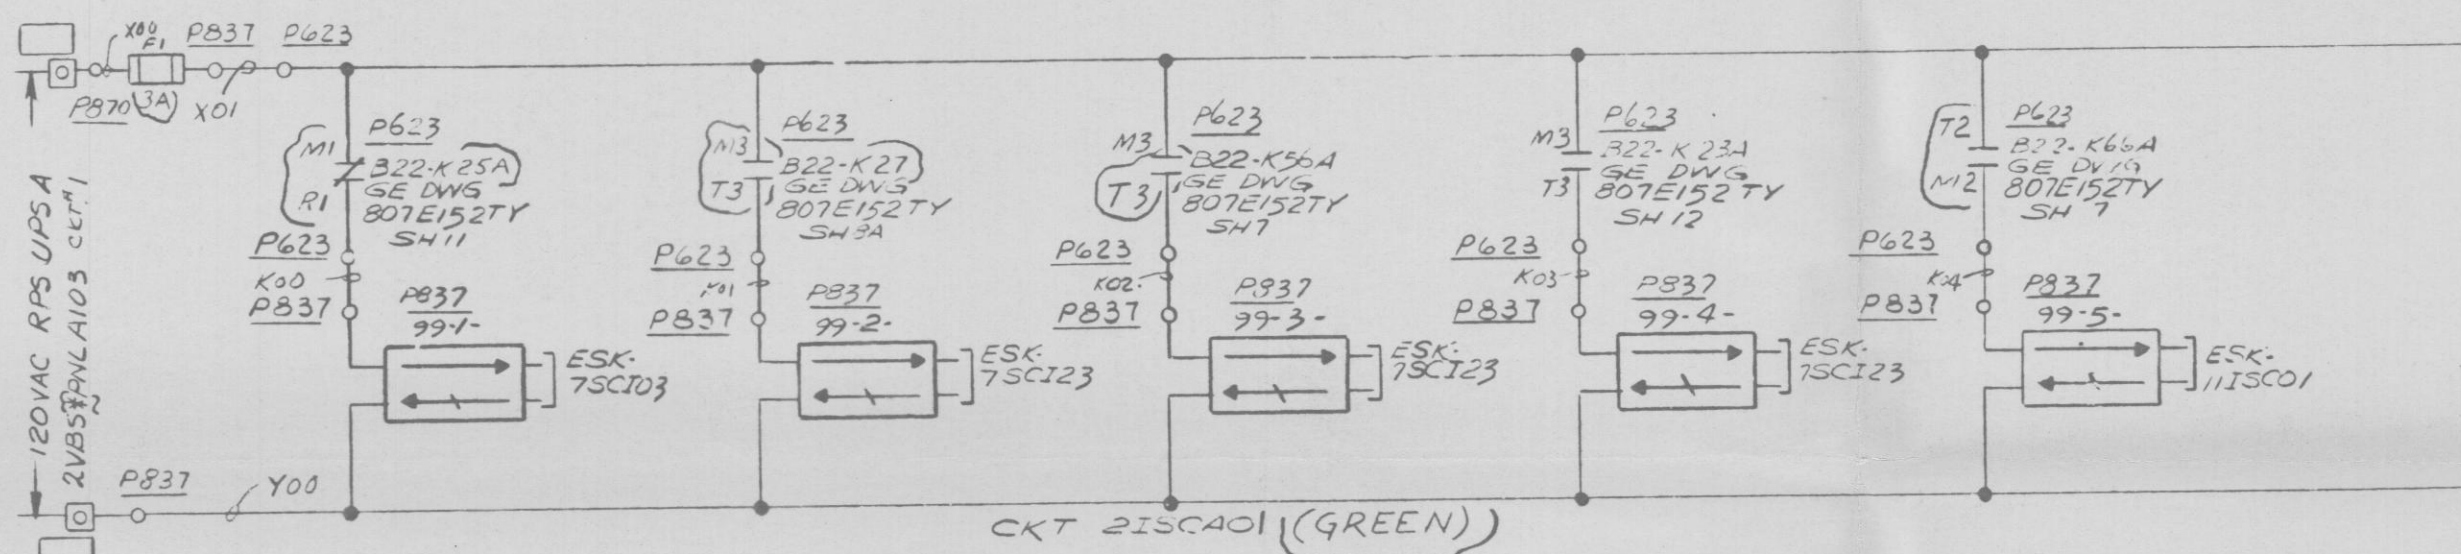 X00
F1
P837
P623
P870
(3A)
X01
120VAC RPS UPSA
2VBS*PNLA103 CKT#1
P623
M1
B22-K25A
GE DWG
R1
807E152TY
SH11
P623
K00
P837
P837
99-1-
ESK-
7SCI03
P623
M3
B22-K27
T3
GE DWG
807E152TY
P623
K01
P837
P837
99-2-
ESK-
7SCI23
P623
M3
B22-K56A
T3
GE DWG
807E152TY
SH7
P623
K02
P837
P837
99-3-
ESK-
7SCI23
P623
M3
B22-K23A
GE DWG
T3
807E152TY
SH12
P623
K03
P837
P837
99-4-
ESK-
7SCI23
P623
T2
B22-K66A
GE DWG
M12
807E152TY
SH 7
P623
K04
P837
P837
99-5-
ESK-
11ISC01
P837
Y00
CKT 2ISCA01 (GREEN)